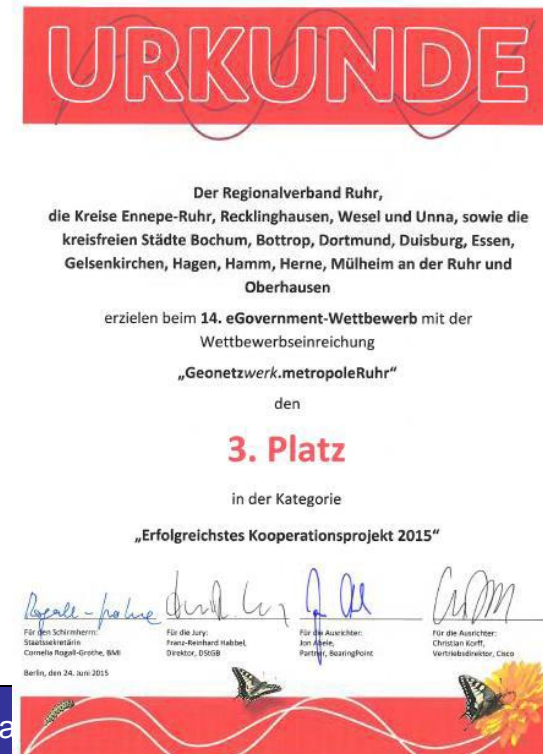 URKUNDE
Der Regionalverband Ruhr,
die Kreise Ennepe-Ruhr, Recklinghausen, Wesel und Unna, sowie die
kreisfreien Städte Bochum, Bottrop, Dortmund, Duisburg, Essen,
Gelsenkirchen, Hagen, Hamm, Herne, Mülheim an der Ruhr und
Oberhausen
erzielen beim 14. eGovernment-Wettbewerb mit der
Wettbewerbseinreichung
„Geonetzwerk.metropoleRuhr“
den
3. Platz
in der Kategorie
„Erfolgreichstes Kooperationsprojekt 2015“
Für den Schirmherrn:
Staatssekretärin
Cornelia Rogall-Grothe, BMI
Für die Jury:
Franz-Reinhard Habbel,
Direktor, DStGB
Für die Ausrichter:
Jon Abele,
Partner, BearingPoint
Für die Ausrichter:
Christian Korff,
Vertriebsdirektor, Cisco
Berlin, den 24. Juni 2015